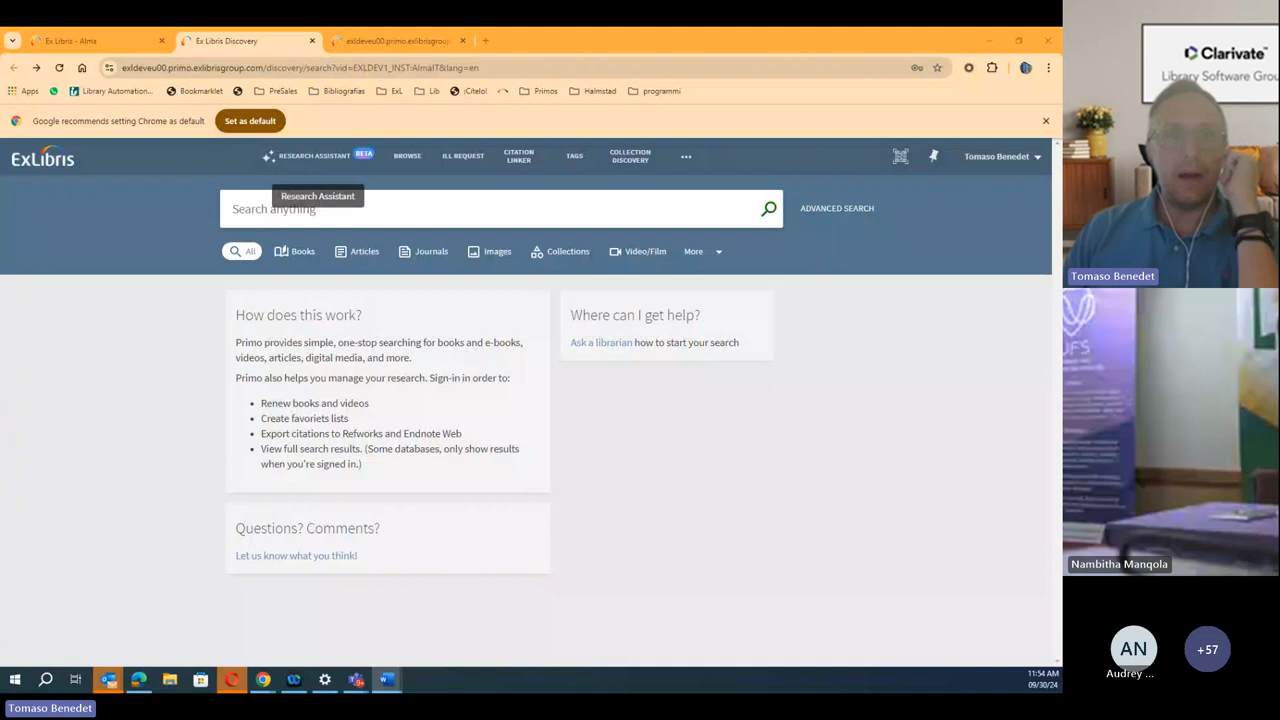 Ex Libris - Alma
Ex Libris Discovery
exldeveu00.primo.exlibrisgroup
exldeveu00.primo.exlibrisgroup.com/discovery/search?vid=EXLDEV1_INST:AlmaIT&lang=en
Apps
Library Automation...
Bookmarklet
PreSales
Bibliografias
ExL
Lib
¡Cítelo!
Primos
Halmstad
programmi
Google recommends setting Chrome as default
Set as default
ExLibris
RESEARCH ASSISTANT
BETA
BROWSE
ILL REQUEST
CITATION
LINKER
TAGS
COLLECTION
DISCOVERY
Tomaso Benedet
Research Assistant
Search anything
ADVANCED SEARCH
All
Books
Articles
Journals
Images
Collections
Video/Film
More
How does this work?
Primo provides simple, one-stop searching for books and e-books,
videos, articles, digital media, and more.
Primo also helps you manage your research. Sign-in in order to:
• Renew books and videos
• Create favoriets lists
• Export citations to Refworks and Endnote Web
• View full search results. (Some databases, only show results
when you're signed in.)
Where can I get help?
Ask a librarian how to start your search
Questions? Comments?
Let us know what you think!
11:54 AM
09/30/24
Tomaso Benedet
Clarivate™
Library Software Grou
Tomaso Benedet
UFS
Nambitha Manqola
AN
Audrey ...
+57